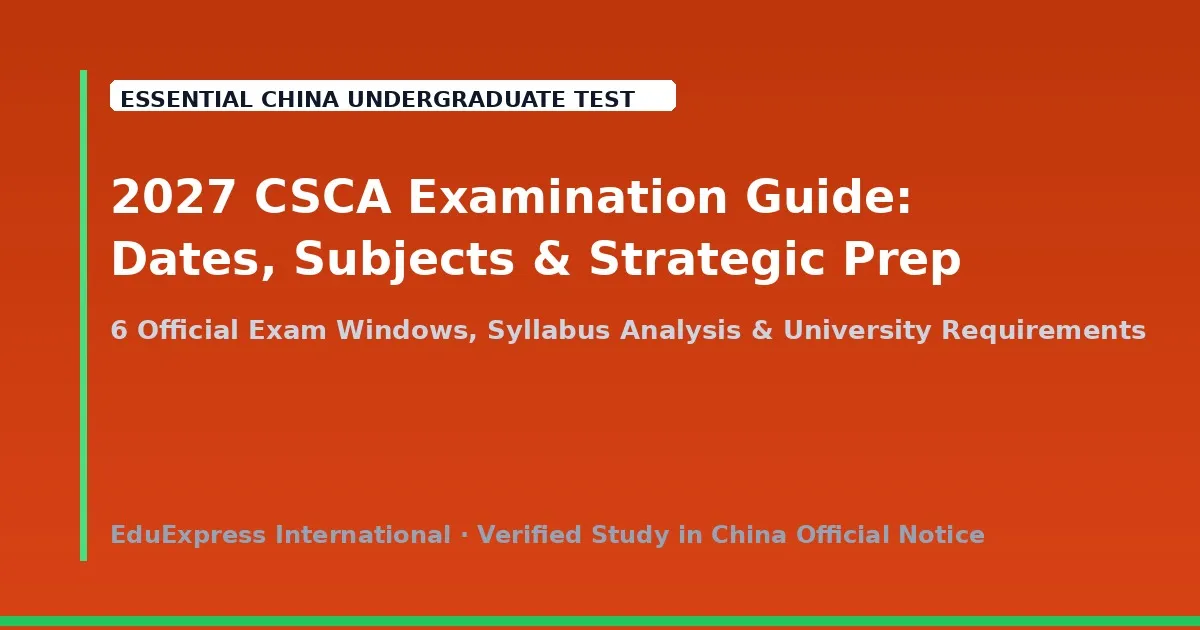 ESSENTIAL CHINA UNDERGRADUATE TEST
2027 CSCA Examination Guide:
Dates, Subjects & Strategic Prep
6 Official Exam Windows, Syllabus Analysis & University Requirements
EduExpress International · Verified Study in China Official Notice